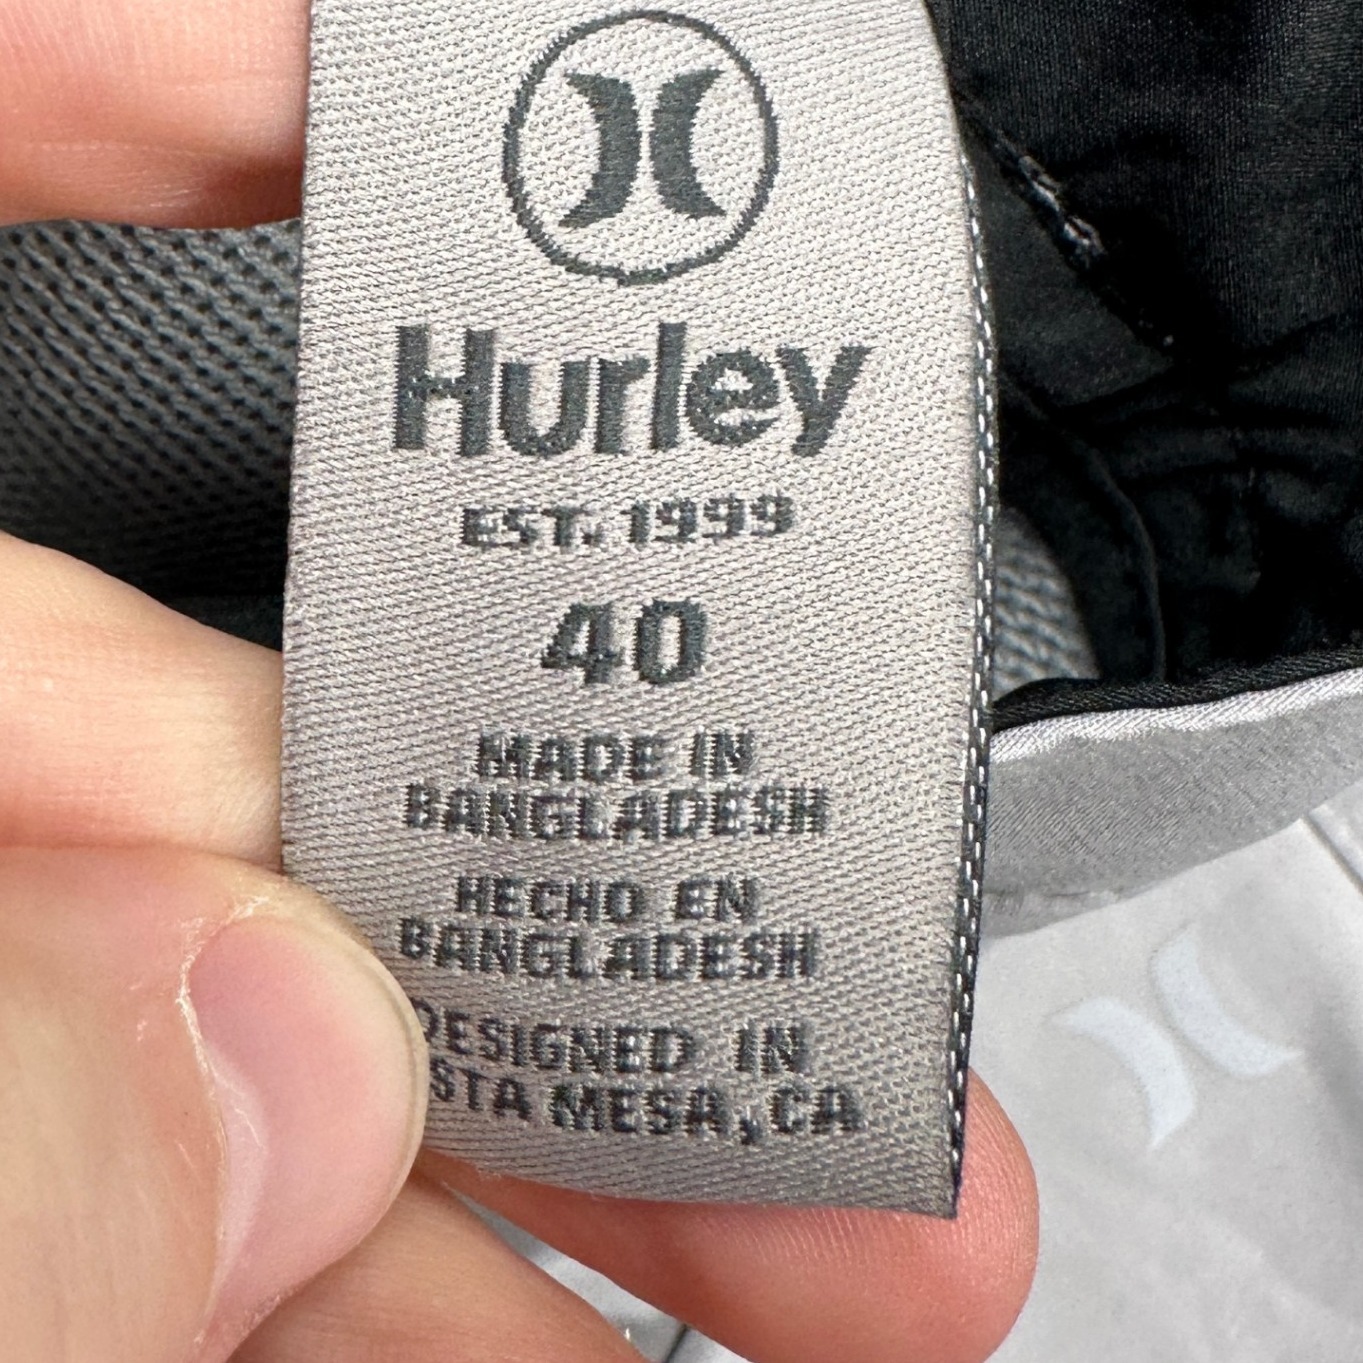 Hurley
EST. 1999
40
MADE IN
BANGLADESH
HECHO EN
BANGLADESH
DESIGNED IN
STA MESA, CA